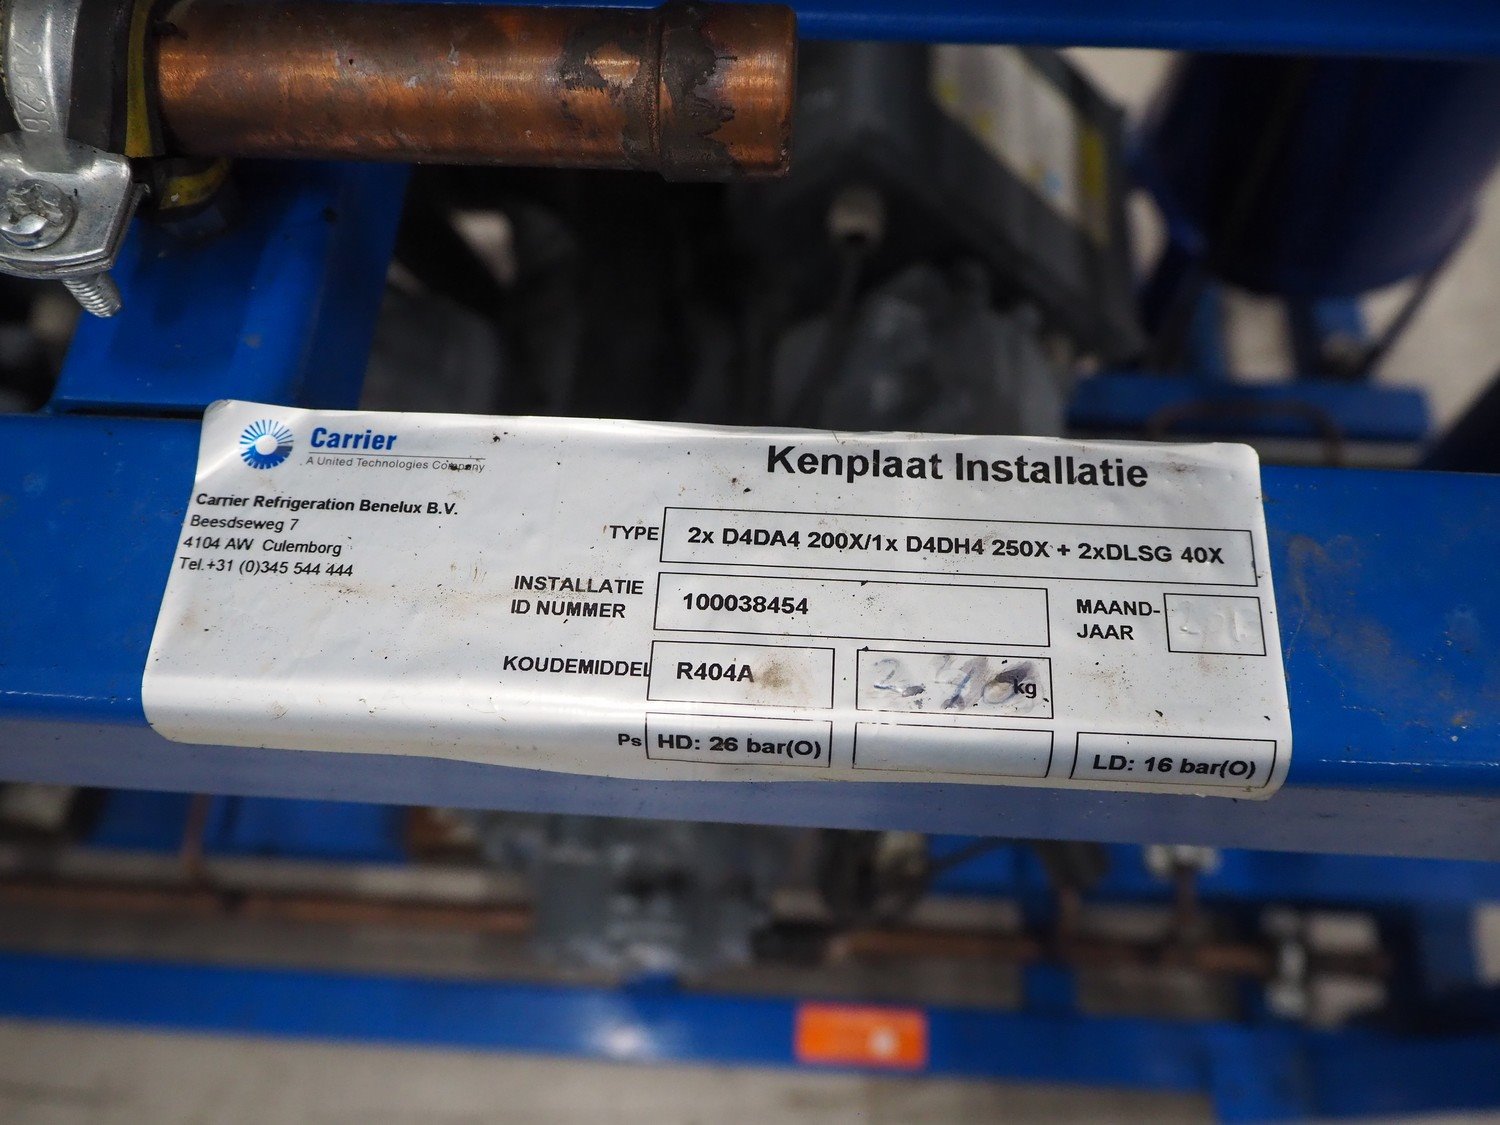 Carrier
A United Technologies Company
Kenplaat Installatie
Carrier Refrigeration Benelux B.V.
Beesdseweg 7
4104 AW Culemborg
Tel.+31 (0)345 544 444
TYPE 2x D4DA4 200X/1x D4DH4 250X + 2xDLSG 40X
INSTALLATIE
ID NUMMER 100038454
MAAND-
JAAR
KOUDEMIDDEL R404A kg
Ps HD: 26 bar(O) LD: 16 bar(O)